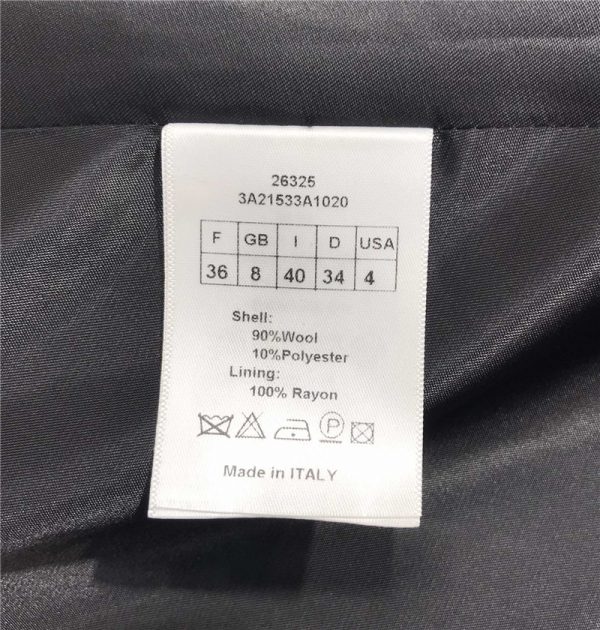 26325
3A21533A1020
F GB I D USA
36 8 40 34 4
Shell:
90%Wool
10%Polyester
Lining:
100% Rayon
P
Made in ITALY